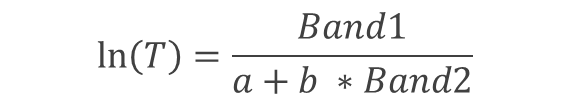 ln(T) = Band1 / (a + b * Band2)